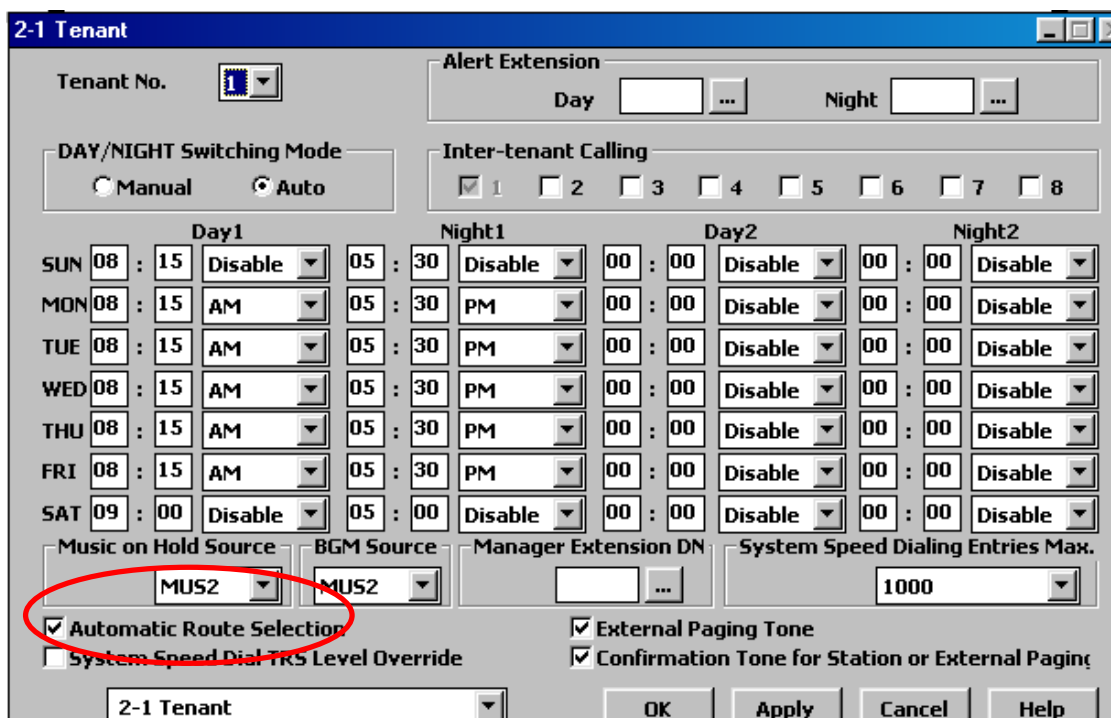 2-1 Tenant
Tenant No. 1
Alert Extension
Day ... Night ...
DAY/NIGHT Switching Mode
Manual Auto
Inter-tenant Calling
1 2 3 4 5 6 7 8
Day1 Night1 Day2 Night2
SUN 08 : 15 Disable 05 : 30 Disable 00 : 00 Disable 00 : 00 Disable
MON 08 : 15 AM 05 : 30 PM 00 : 00 Disable 00 : 00 Disable
TUE 08 : 15 AM 05 : 30 PM 00 : 00 Disable 00 : 00 Disable
WED 08 : 15 AM 05 : 30 PM 00 : 00 Disable 00 : 00 Disable
THU 08 : 15 AM 05 : 30 PM 00 : 00 Disable 00 : 00 Disable
FRI 08 : 15 AM 05 : 30 PM 00 : 00 Disable 00 : 00 Disable
SAT 09 : 00 Disable 05 : 00 Disable 00 : 00 Disable 00 : 00 Disable
Music on Hold Source BGM Source Manager Extension DN System Speed Dialing Entries Max.
MUS2 MUS2 ... 1000
Automatic Route Selection External Paging Tone
System Speed Dial TRS Level Override Confirmation Tone for Station or External Paging
2-1 Tenant OK Apply Cancel Help